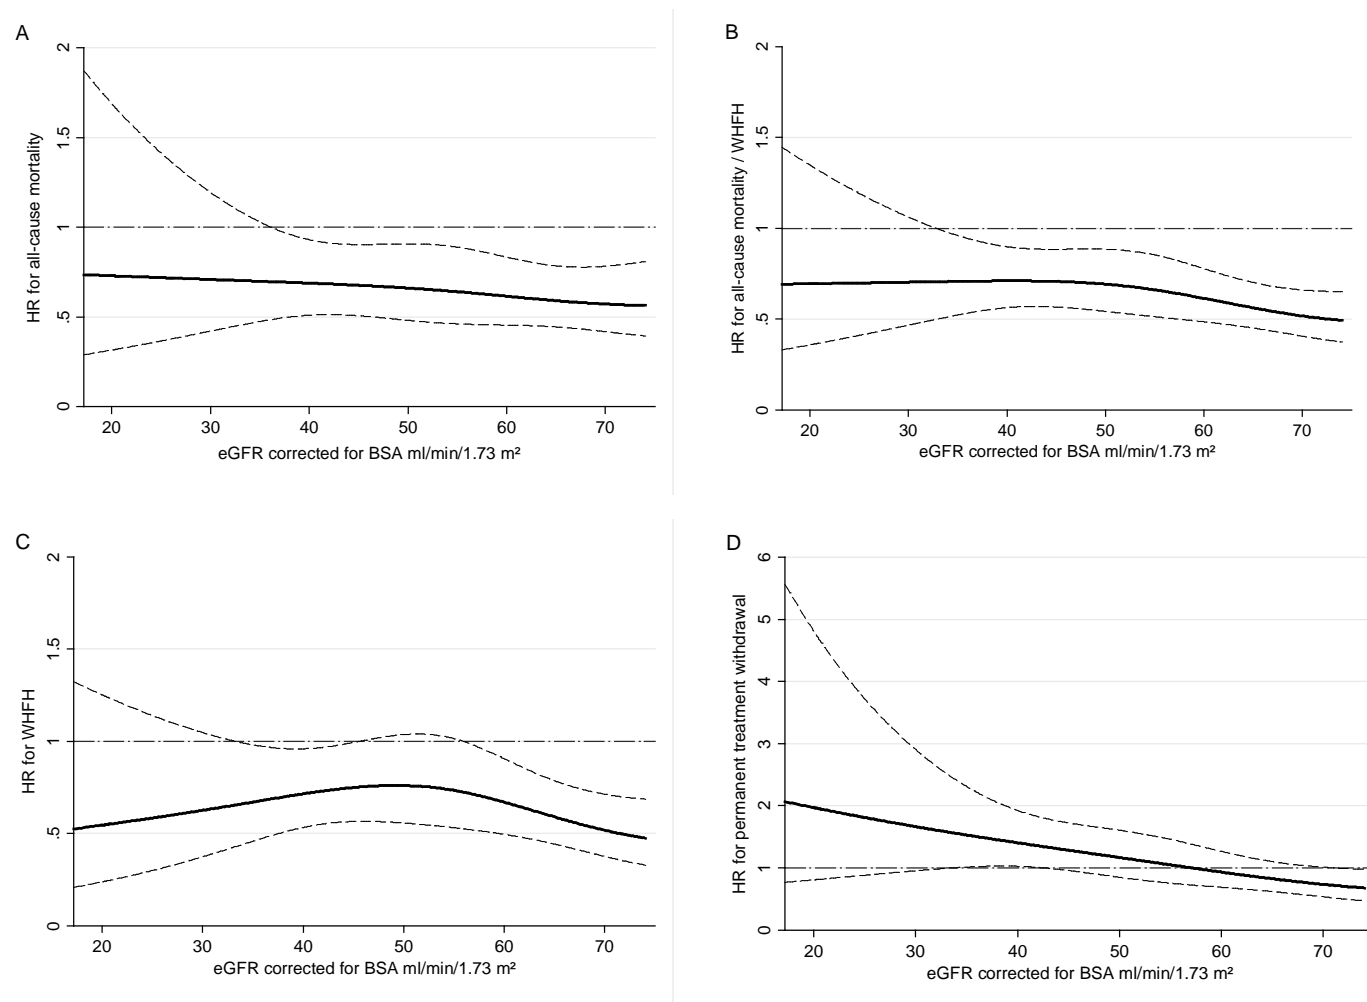 A
HR for all-cause mortality
2
1.5
1
.5
0
20 30 40 50 60 70
eGFR corrected for BSA ml/min/1.73 m²
B
HR for all-cause mortality / WHFH
2
1.5
1
.5
0
20 30 40 50 60 70
eGFR corrected for BSA ml/min/1.73 m²
C
HR for WHFH
2
1.5
1
.5
0
20 30 40 50 60 70
eGFR corrected for BSA ml/min/1.73 m²
D
HR for permanent treatment withdrawal
6
5
4
3
2
1
0
20 30 40 50 60 70
eGFR corrected for BSA ml/min/1.73 m²